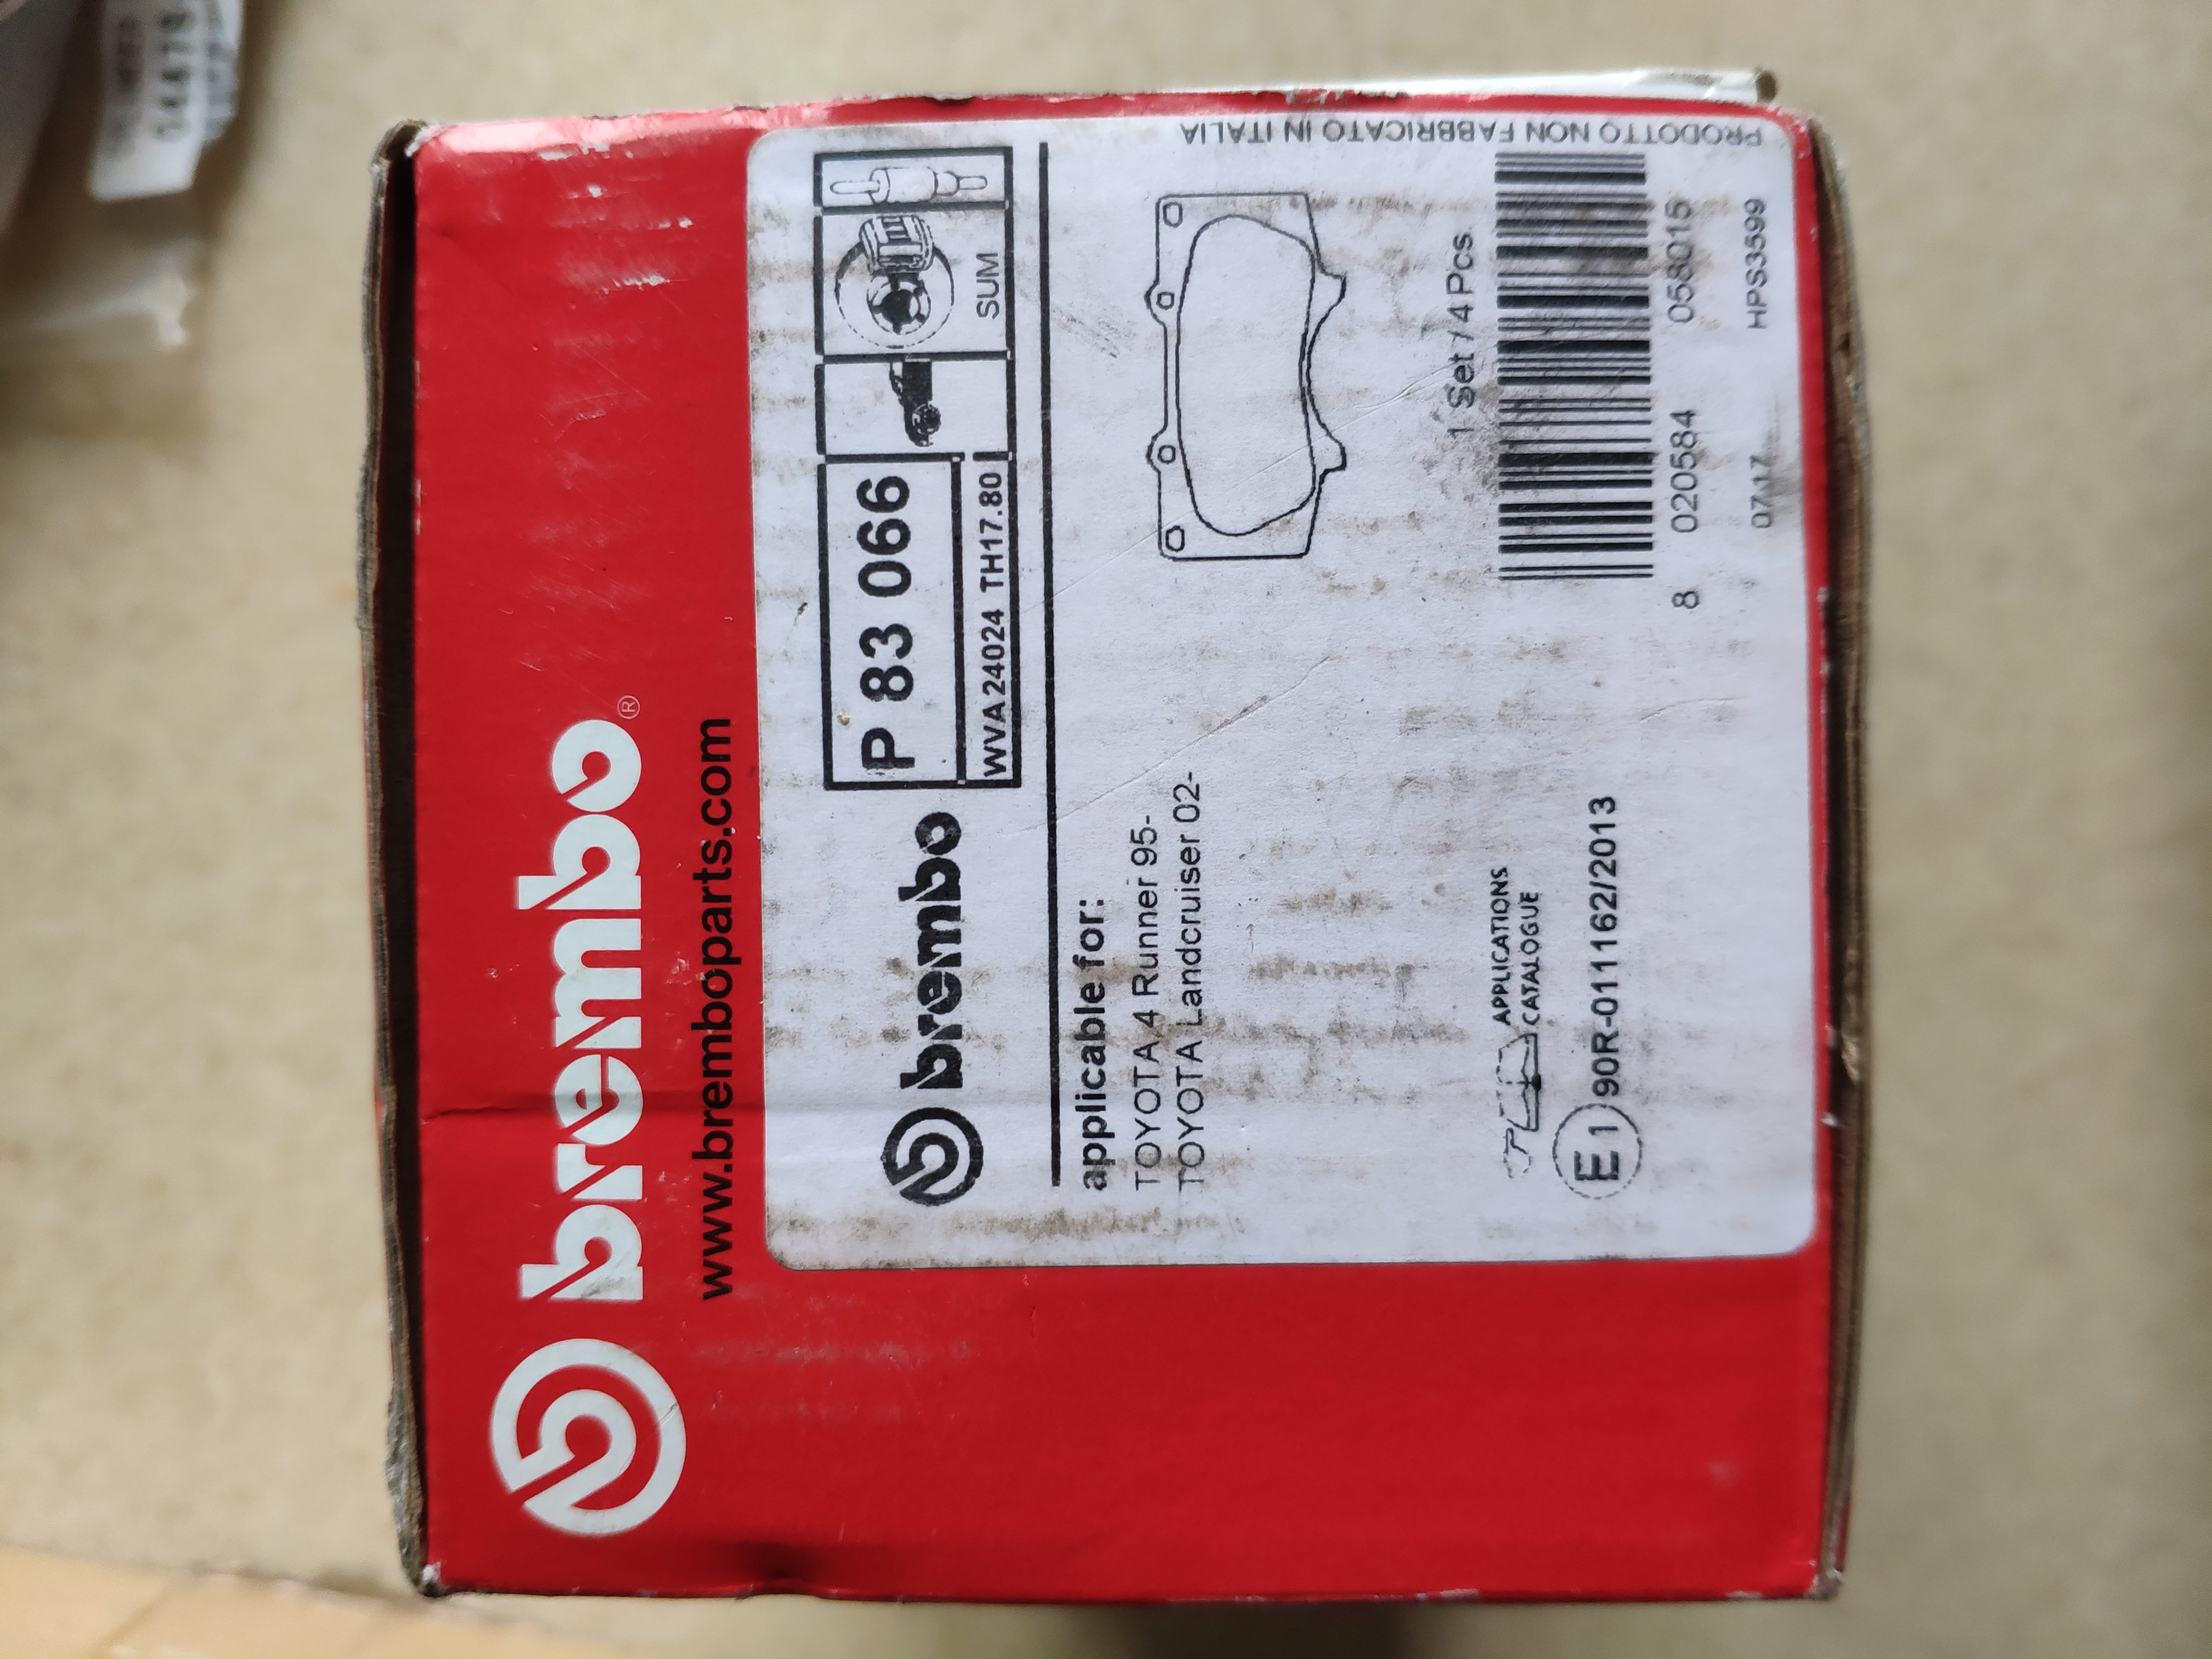 brembo®
www.bremboparts.com
brembo
P 83 066
WVA 24024 TH17.80
SUM
applicable for:
TOYOTA 4 Runner 95-
TOYOTA Landcruiser 02-
1 Set / 4 Pcs.
APPLICATIONS
CATALOGUE
E1 90R-011162/2013
8 020584 058015
07.17
HPS3599
PRODOTTO NON FABBRICATO IN ITALIA